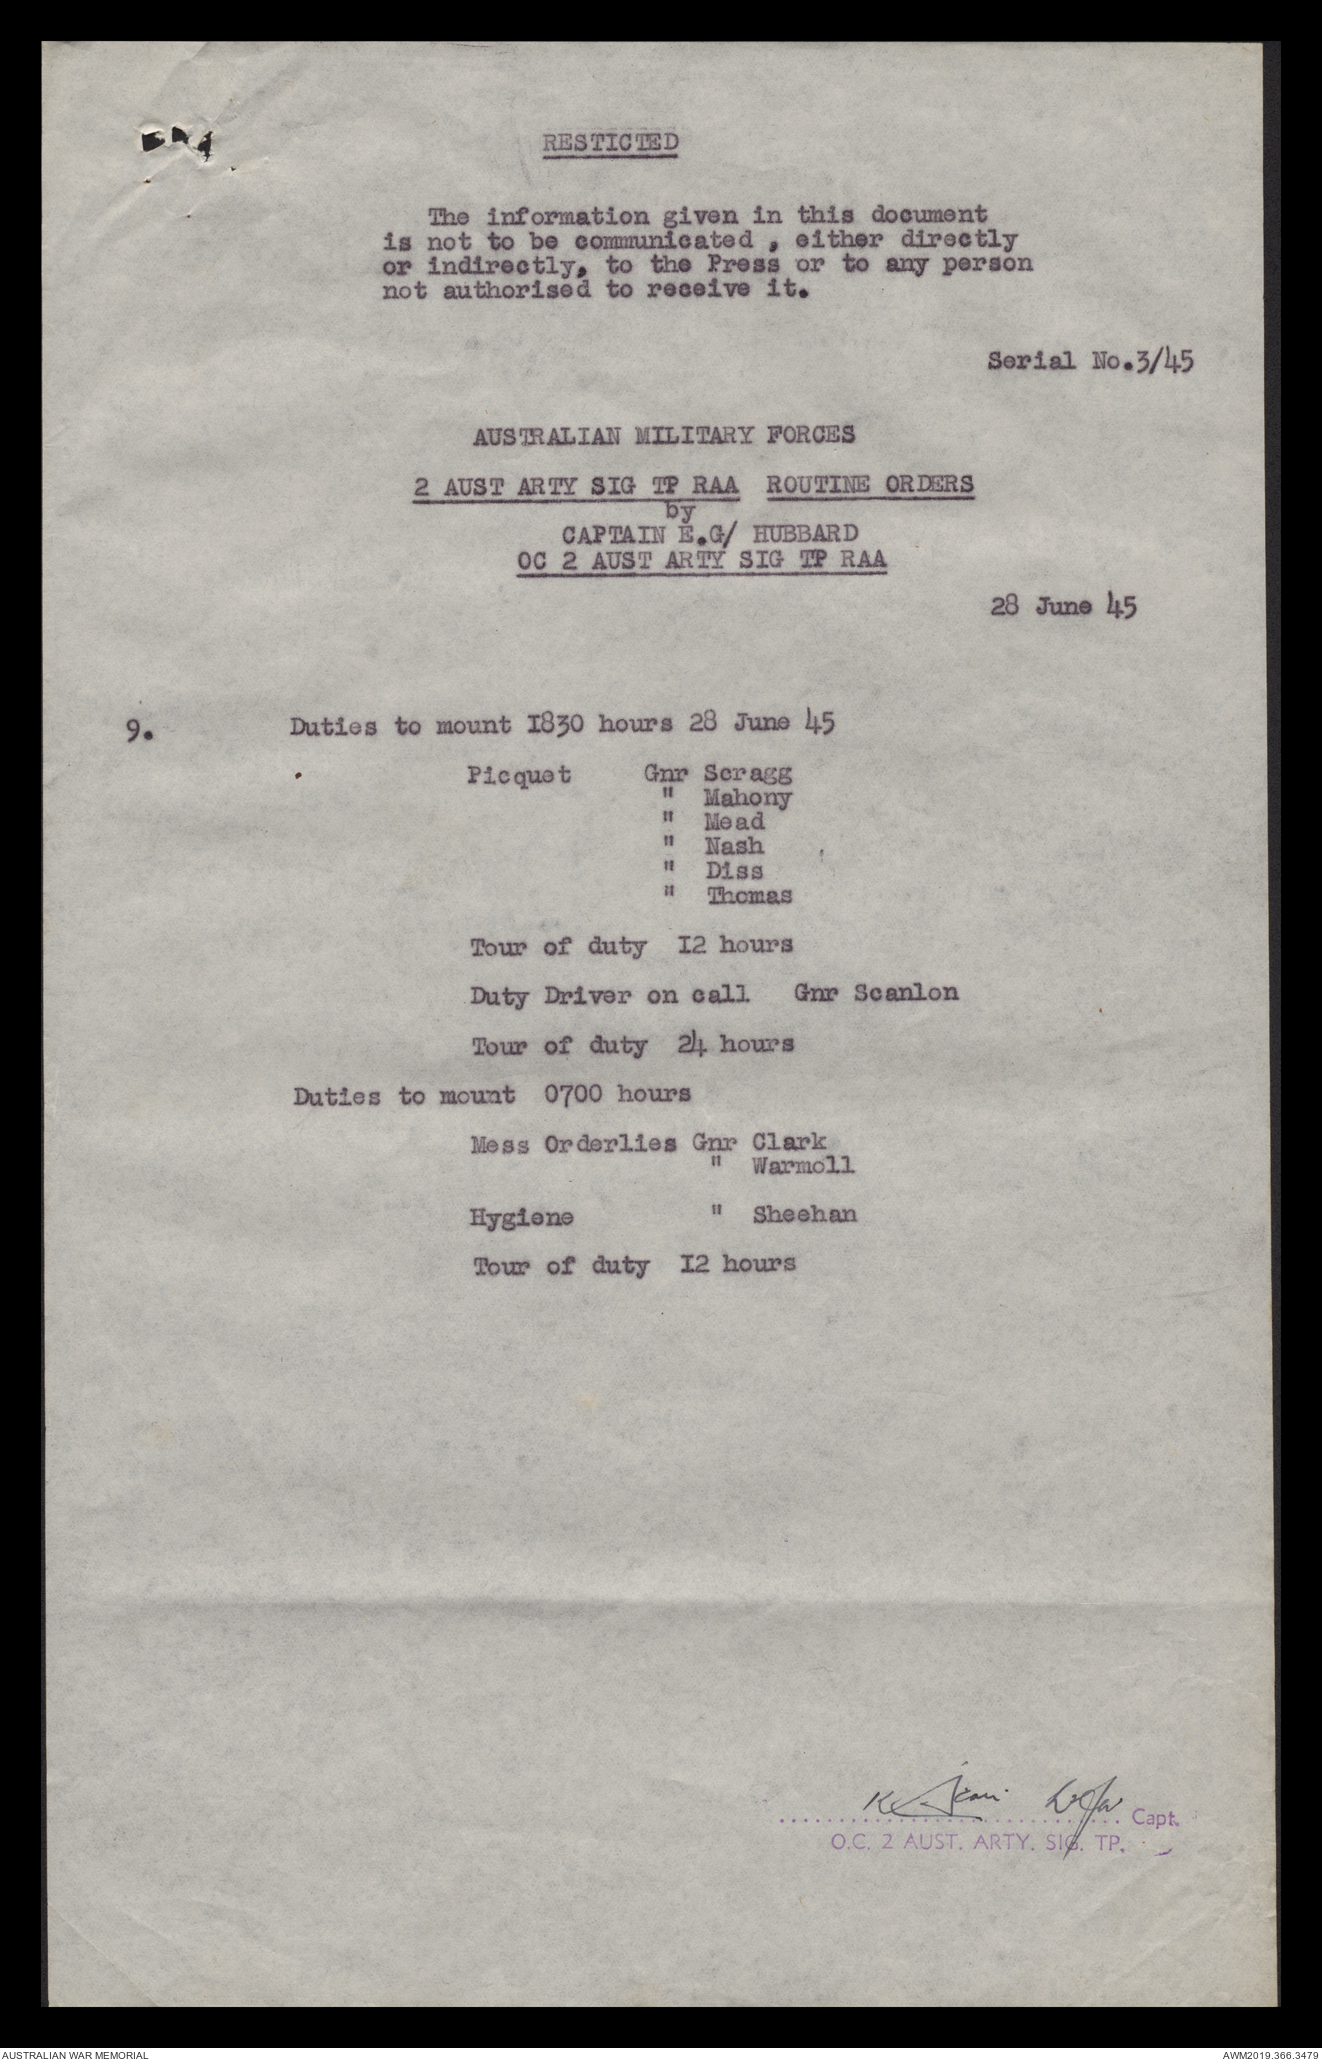 RESTICTED
The information given in this document
is not to be communicated , either directly
or indirectly, to the Press or to any person
not authorised to receive it.
Serial No.3/45
AUSTRALIAN MILITARY FORCES
2 AUST ARTY SIG TP RAA ROUTINE ORDERS
by
CAPTAIN E.G/ HUBBARD
OC 2 AUST ARTY SIG TP RAA
28 June 45
9. Duties to mount 1830 hours 28 June 45
Picquet Gnr Scragg
" Mahony
" Mead
" Nash
" Diss
" Thomas
Tour of duty 12 hours
Duty Driver on call Gnr Scanlon
Tour of duty 24 hours
Duties to mount 0700 hours
Mess Orderlies Gnr Clark
" Warmoll
Hygiene " Sheehan
Tour of duty 12 hours
Capt.
O.C. 2 AUST. ARTY. SIG. TP.
AUSTRALIAN WAR MEMORIAL
AWM2019.366.3479